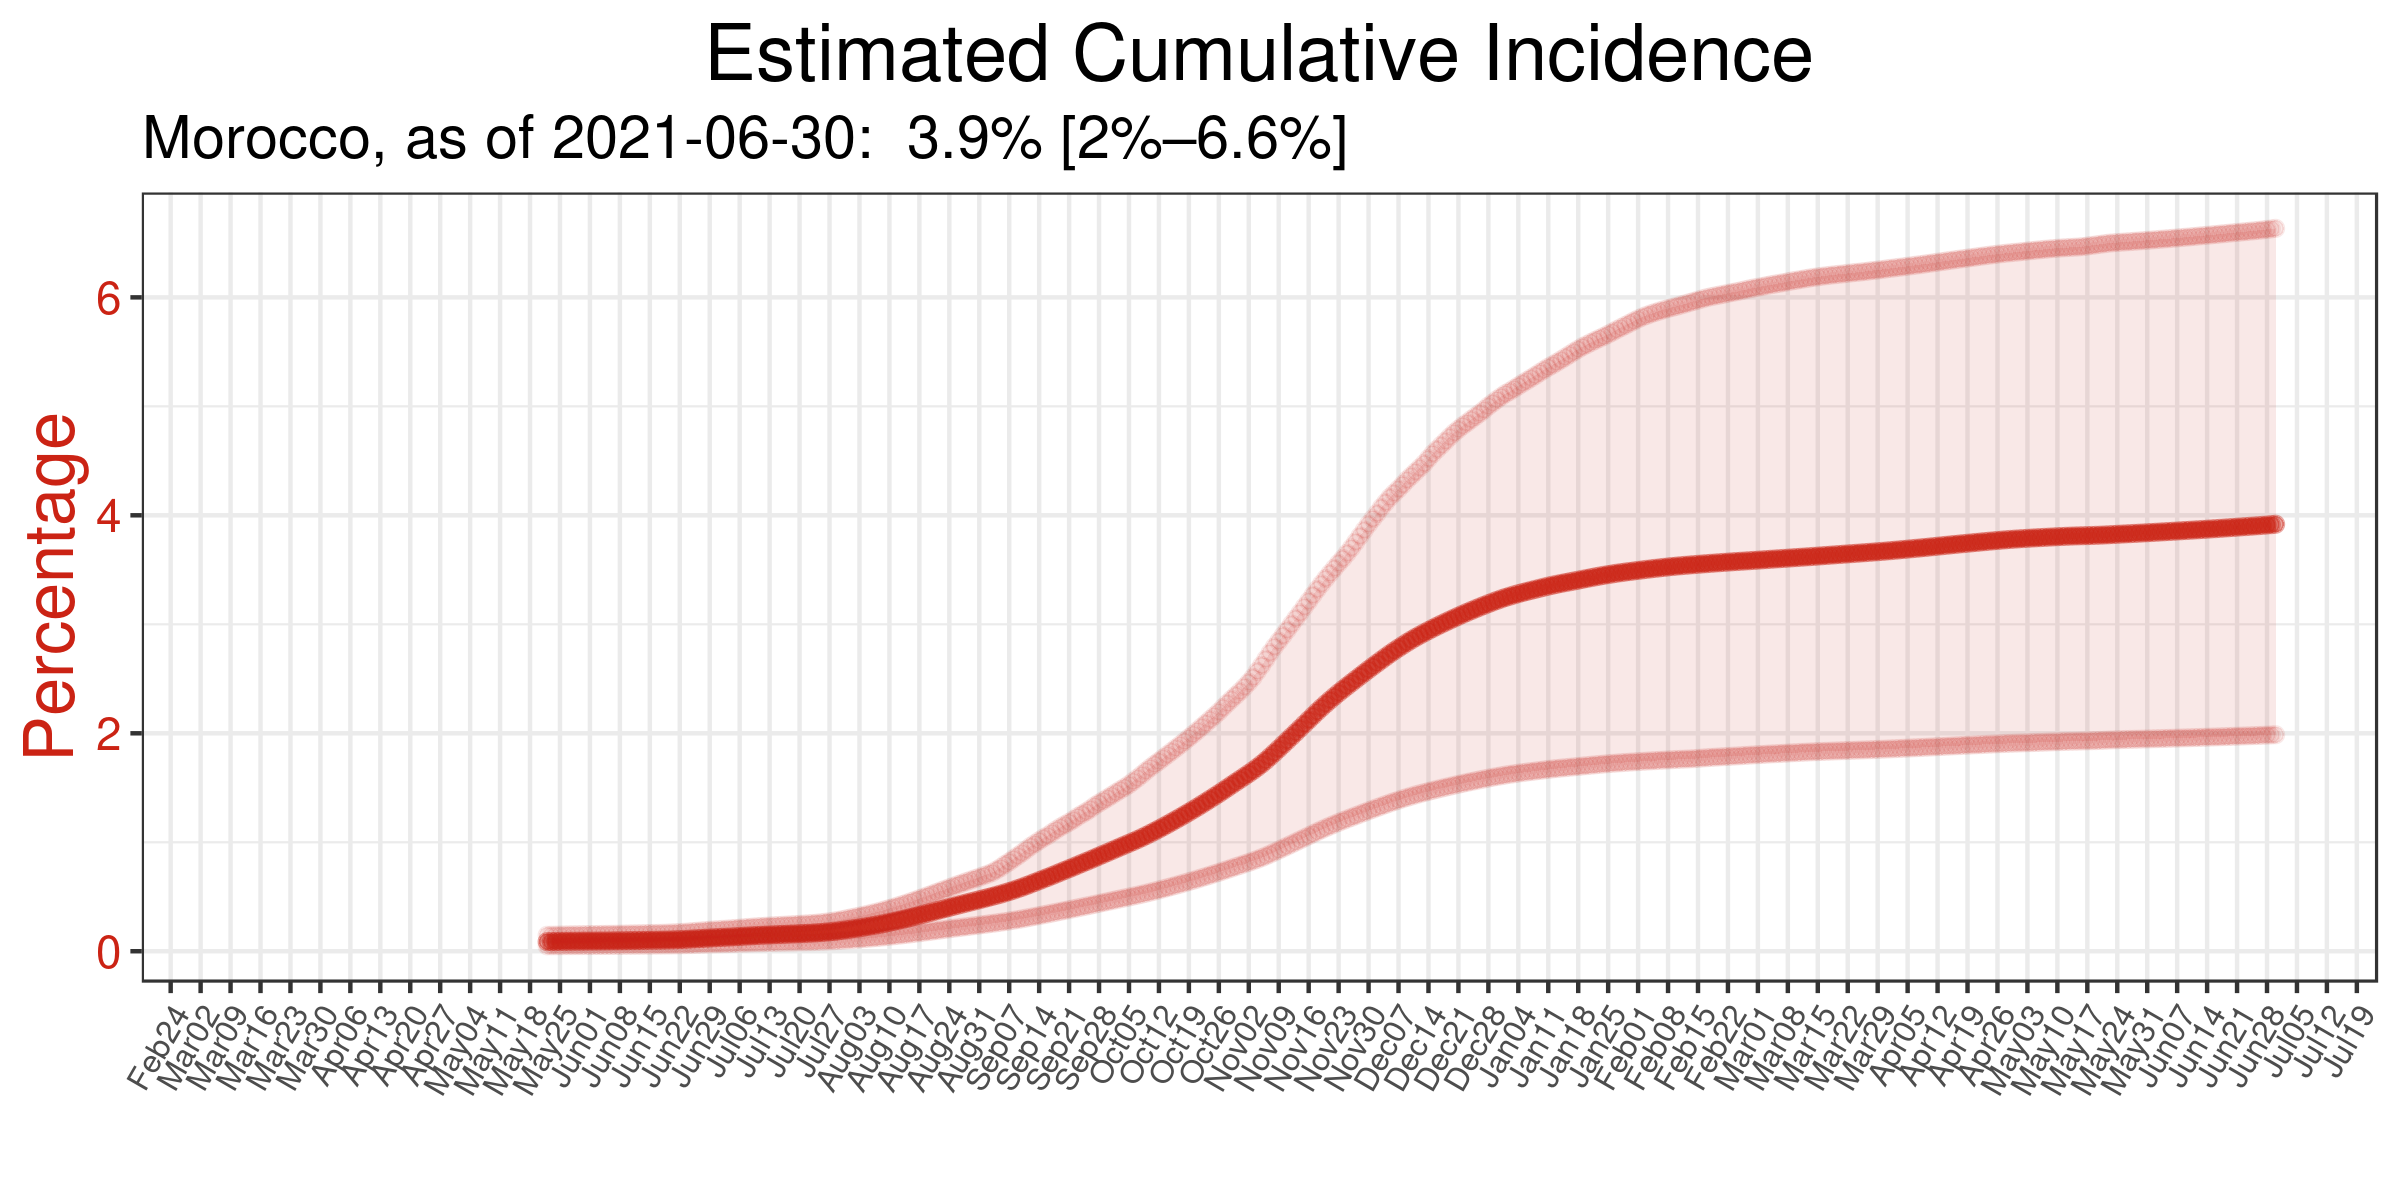 Estimated Cumulative Incidence
Morocco, as of 2021-06-30:  3.9% [2%–6.6%]
Percentage
6
4
2
0
Feb24
Mar02
Mar09
Mar16
Mar23
Mar30
Apr06
Apr13
Apr20
Apr27
May04
May11
May18
May25
Jun01
Jun08
Jun15
Jun22
Jun29
Jul06
Jul13
Jul20
Jul27
Aug03
Aug10
Aug17
Aug24
Aug31
Sep07
Sep14
Sep21
Sep28
Oct05
Oct12
Oct19
Oct26
Nov02
Nov09
Nov16
Nov23
Nov30
Dec07
Dec14
Dec21
Dec28
Jan04
Jan11
Jan18
Jan25
Feb01
Feb08
Feb15
Feb22
Mar01
Mar08
Mar15
Mar22
Mar29
Apr05
Apr12
Apr19
Apr26
May03
May10
May17
May24
May31
Jun07
Jun14
Jun21
Jun28
Jul05
Jul12
Jul19